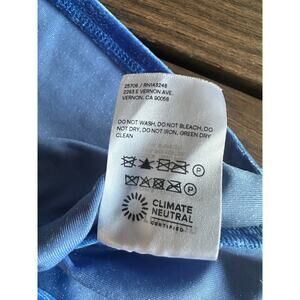 25706 / RN143246
2263 E VERNON AVE.
VERNON, CA 90058
DO NOT WASH, DO NOT BLEACH, DO
NOT DRY, DO NOT IRON, GREEN DRY
CLEAN
P
P
CLIMATE
NEUTRAL
CERTIFIED